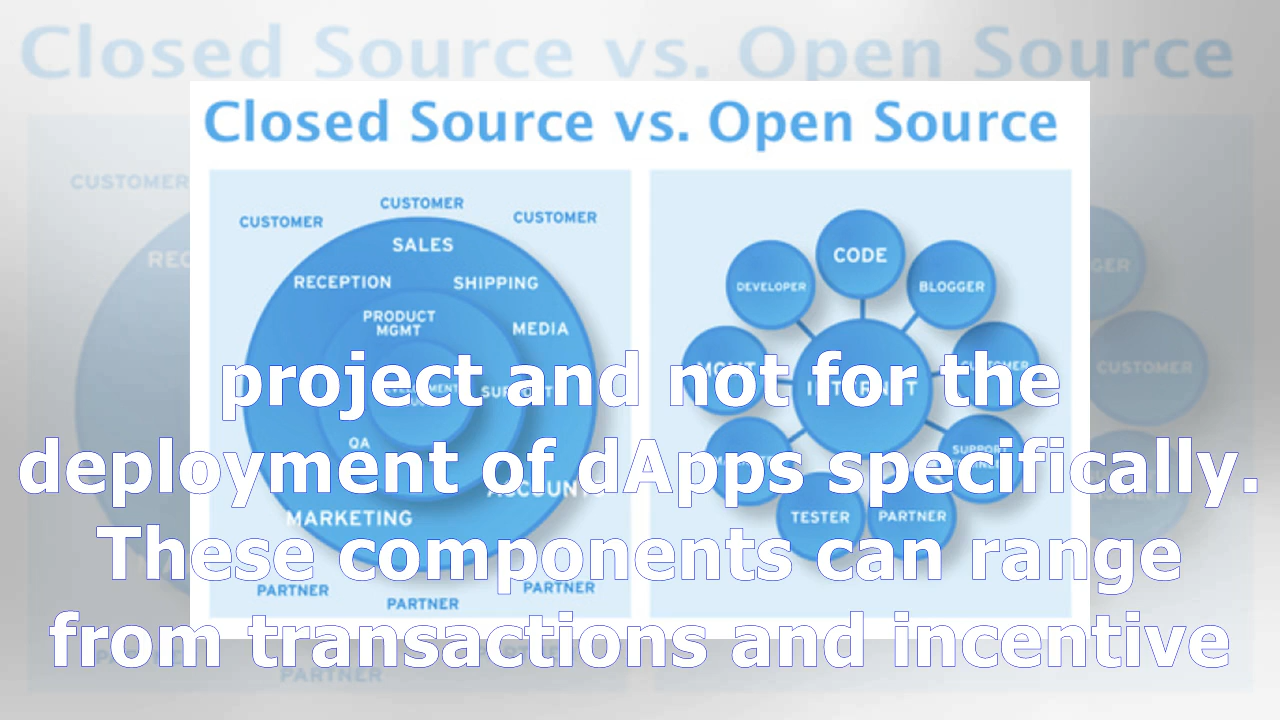 Closed Source vs. Open Source
Closed Source vs. Open Source
CUSTOMER
CUSTOMER
CUSTOMER
CUSTOMER
SALES
RECEPTION
SHIPPING
PRODUCT
MGMT
MEDIA
QA
MARKETING
PARTNER
PARTNER
PARTNER
CODE
DEVELOPER
BLOGGER
INTERNET
TESTER
PARTNER
CUSTOMER
project and not for the
deployment of dApps specifically.
These components can range
from transactions and incentive
PARTNER